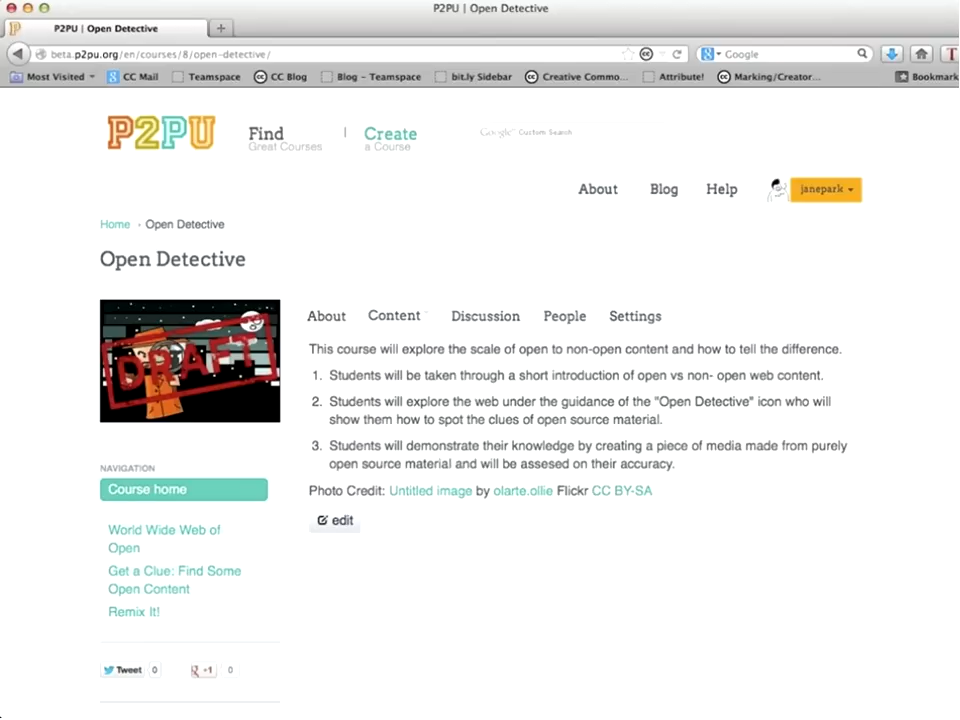 P2PU | Open Detective
P2PU | Open Detective
beta.p2pu.org/en/courses/8/open-detective/
Google
Most Visited
CC Mail
Teamspace
CC Blog
Blog – Teamspace
bit.ly Sidebar
Creative Commo...
Attribute!
Marking/Creator...
Bookmark
P2PU
Find
Great Courses
Create
a Course
Google Custom Search
About
Blog
Help
janepark
Home · Open Detective
Open Detective
DRAFT
About
Content
Discussion
People
Settings
This course will explore the scale of open to non-open content and how to tell the difference.
1. Students will be taken through a short introduction of open vs non- open web content.
2. Students will explore the web under the guidance of the "Open Detective" icon who will
show them how to spot the clues of open source material.
3. Students will demonstrate their knowledge by creating a piece of media made from purely
open source material and will be assesed on their accuracy.
Photo Credit: Untitled image by olarte.ollie Flickr CC BY-SA
edit
NAVIGATION
Course home
World Wide Web of
Open
Get a Clue: Find Some
Open Content
Remix It!
Tweet
0
+1
0